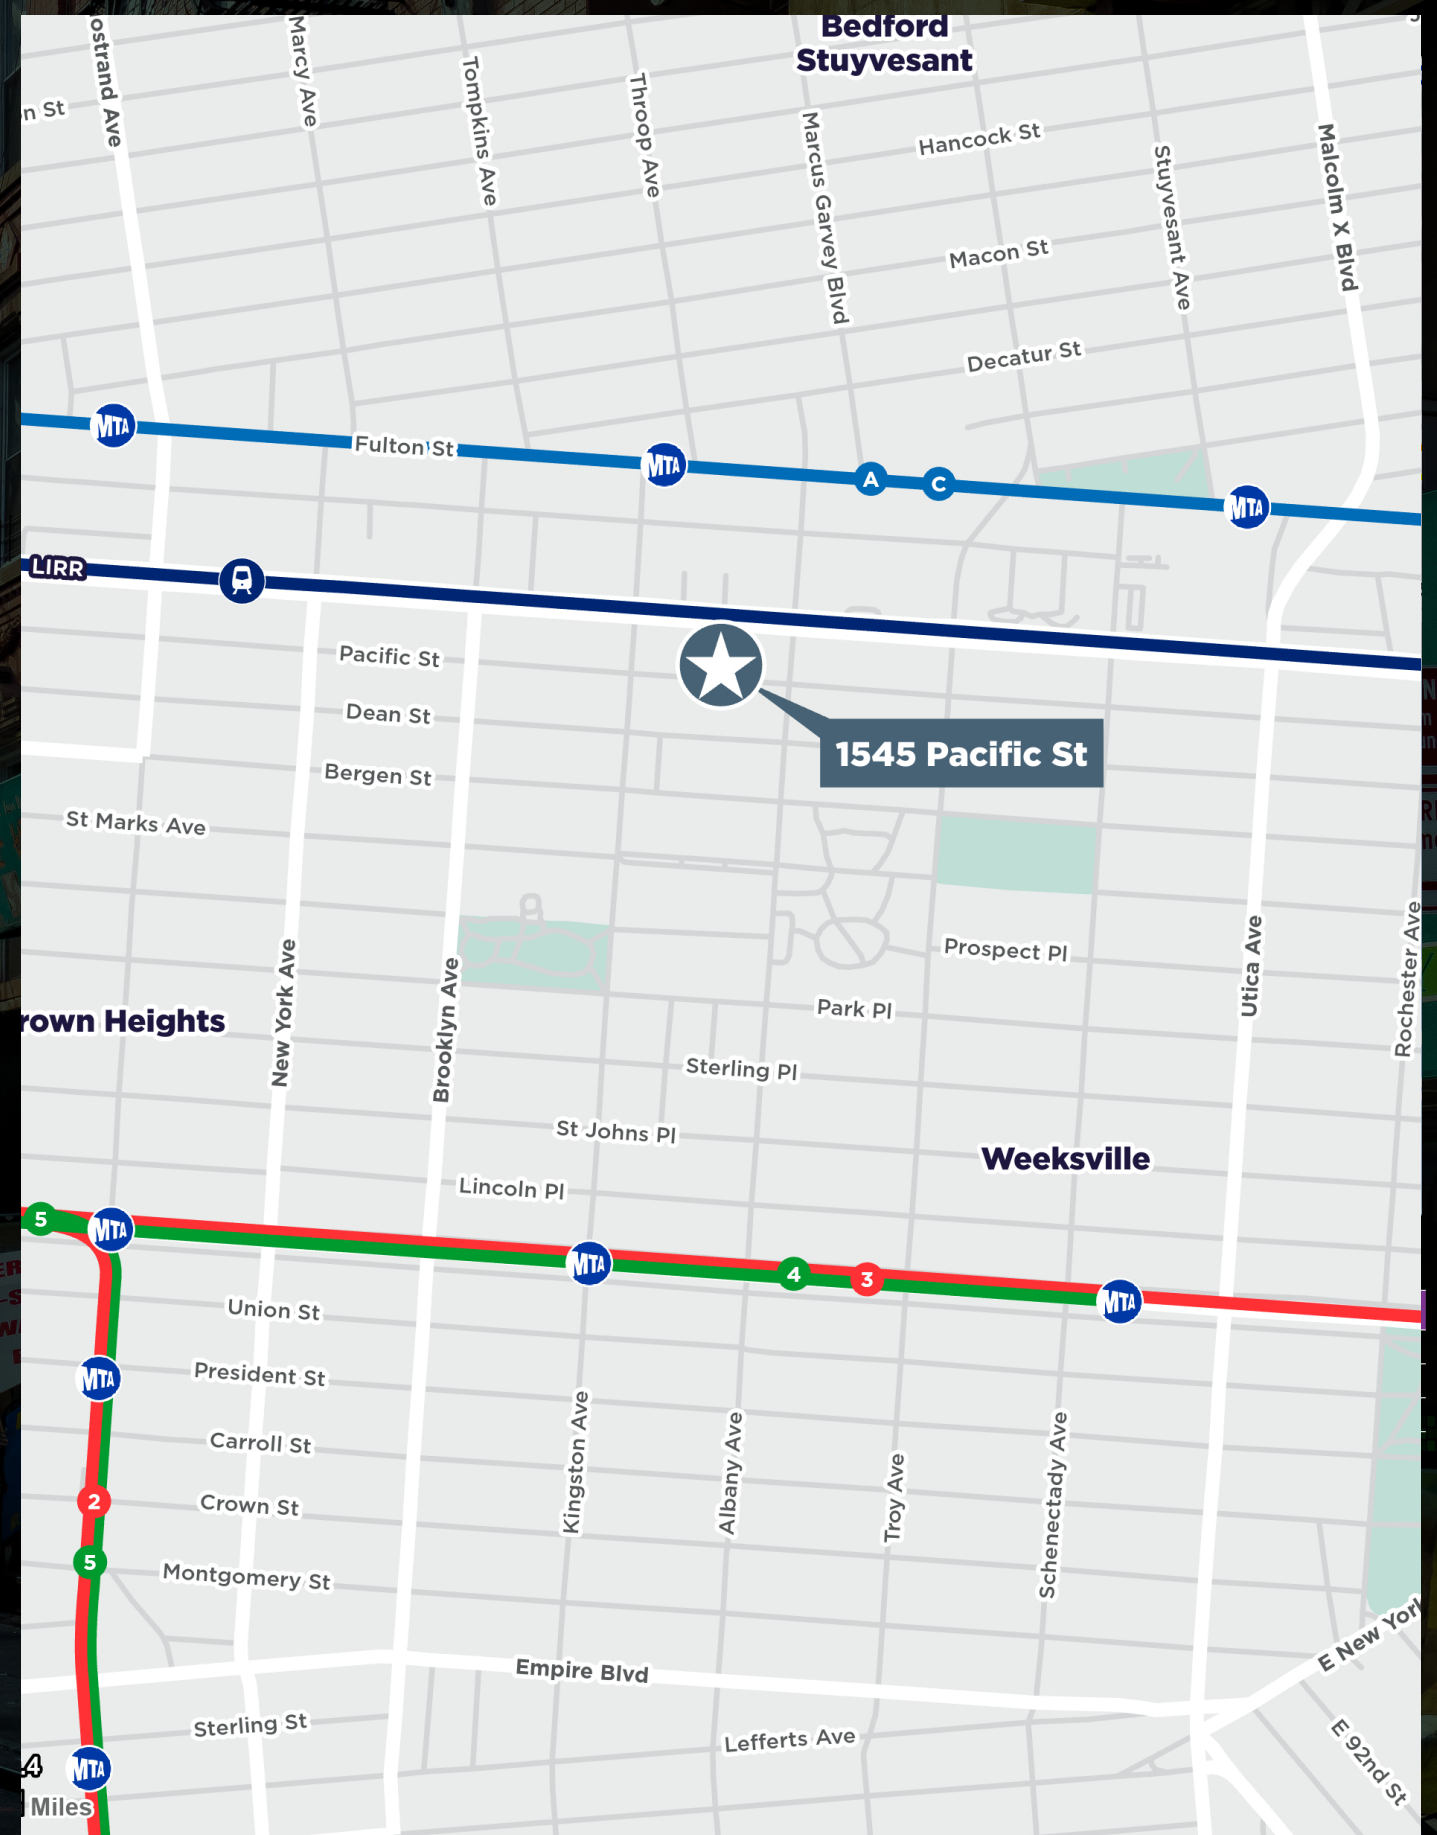 Bedford
Stuyvesant
ostrand Ave
Marcy Ave
Tompkins Ave
Throop Ave
Marcus Garvey Blvd
Hancock St
Stuyvesant Ave
Malcolm X Blvd
n St
Macon St
Decatur St
MTA
Fulton St
MTA
A
C
MTA
LIRR
Pacific St
Dean St
1545 Pacific St
Bergen St
St Marks Ave
New York Ave
Brooklyn Ave
Prospect Pl
Utica Ave
Rochester Ave
rown Heights
Park Pl
Sterling Pl
St Johns Pl
Weeksville
Lincoln Pl
5
MTA
MTA
4
3
MTA
Union St
MTA
President St
Carroll St
Kingston Ave
Albany Ave
Troy Ave
Schenectady Ave
2
Crown St
5
Montgomery St
Empire Blvd
E New York
Sterling St
Lefferts Ave
E 92nd St
.4
MTA
Miles